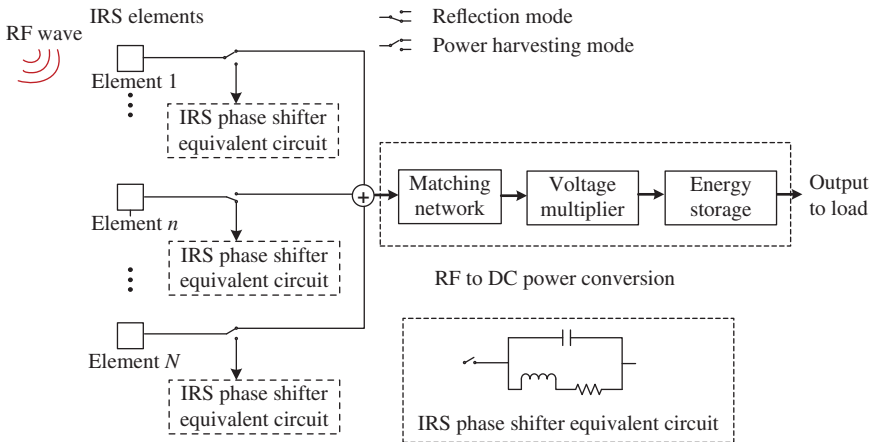 IRS elements
RF wave
Reflection mode
Power harvesting mode
Element 1
IRS phase shifter
equivalent circuit
Element n
IRS phase shifter
equivalent circuit
Matching
network
Voltage
multiplier
Energy
storage
Output
to load
RF to DC power conversion
Element N
IRS phase shifter
equivalent circuit
IRS phase shifter equivalent circuit